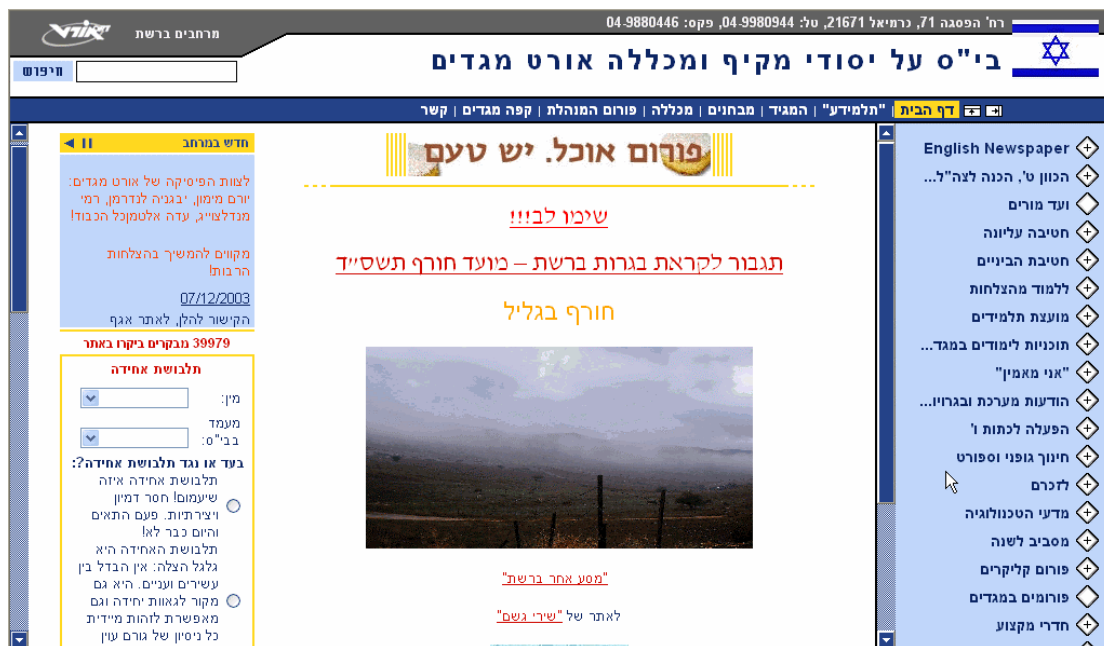 רח' הפסגה 71, כרמיאל 21671, טל: 04-9980944, פקס: 04-9880446
מרחבים ברשת
אורט
בי"ס על יסודי מקיף ומכללה אורט מגדים
חיפוש
דף הבית | "תלמידע" | המגיד | מבחנים | מכללה | פורום המנהלת | קפה מגדים | קשר
English Newspaper
הכוון ט', הכנה לצה"ל...
ועד מורים
חטיבה עליונה
חטיבת הביניים
ללמוד מהצלחות
מועצת תלמידים
תוכניות לימודים במגד...
"אני מאמין"
הודעות מערכת ובגרויו...
הפעלה לכתות ו'
חינוך גופני וספורט
לזכרם
מדעי הטכנולוגיה
מסביב לשנה
פורום קליקרים
פורומים במגדים
חדרי מקצוע
פורום אוכל. יש טעם
שימו לב!!!
תגבור לקראת בגרות ברשת – מועד חורף תשס״ד
חורף בגליל
"מסע אחר ברשת"
לאתר של "שירי גשם"
חדש במרחב
לצוות הפיסיקה של אורט מגדים:
יורם מימון, יבגניה לנדרמן, רמי
מנדלצוייג, עדה אלטמןכל הכבוד!
מקווים להמשיך בהצלחות
הרבות!
07/12/2003
הקישור להלן, לאתר אגף
39979 מבקרים ביקרו באתר
תלבושת אחידה
מין:
מעמד
בבי"ס:
בעד או נגד תלבושת אחידה?:
תלבושת אחידה איזה
שיעמום! חסר דמיון
ויצירתיות. פעם התאים
והיום כבר לא!
תלבושת האחידה היא
גלגל הצלה: אין הבדל בין
עשירים ועניים. היא גם
מקור לגאוות יחידה וגם
מאפשרת לזהות מיידית
כל ניסיון של גורם עוין